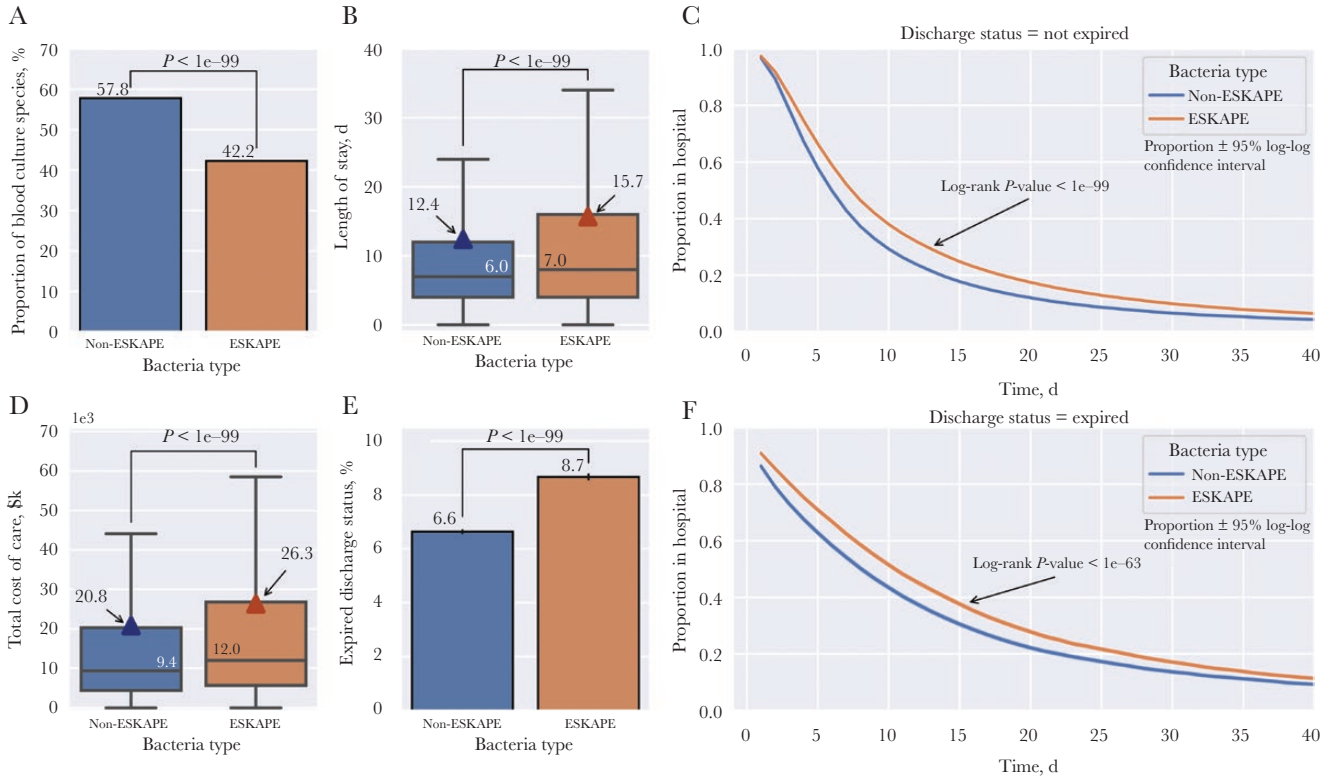 A
Proportion of blood culture species, %
70
60
50
40
30
20
10
0
P < 1e–99
57.8
42.2
Non-ESKAPE
ESKAPE
Bacteria type
B
Length of stay, d
40
30
20
10
0
P < 1e–99
12.4
15.7
6.0
7.0
Non-ESKAPE
ESKAPE
Bacteria type
C
Discharge status = not expired
Proportion in hospital
1.0
0.8
0.6
0.4
0.2
0.0
Bacteria type
Non-ESKAPE
ESKAPE
Proportion ± 95% log-log
confidence interval
Log-rank P-value < 1e–99
0 5 10 15 20 25 30 35 40
Time, d
D
1e3
Total cost of care, $k
70
60
50
40
30
20
10
0
P < 1e–99
20.8
26.3
9.4
12.0
Non-ESKAPE
ESKAPE
Bacteria type
E
Expired discharge status, %
10
8
6
4
2
0
P < 1e–99
6.6
8.7
Non-ESKAPE
ESKAPE
Bacteria type
F
Discharge status = expired
Proportion in hospital
1.0
0.8
0.6
0.4
0.2
0.0
Bacteria type
Non-ESKAPE
ESKAPE
Proportion ± 95% log-log
confidence interval
Log-rank P-value < 1e–63
0 5 10 15 20 25 30 35 40
Time, d